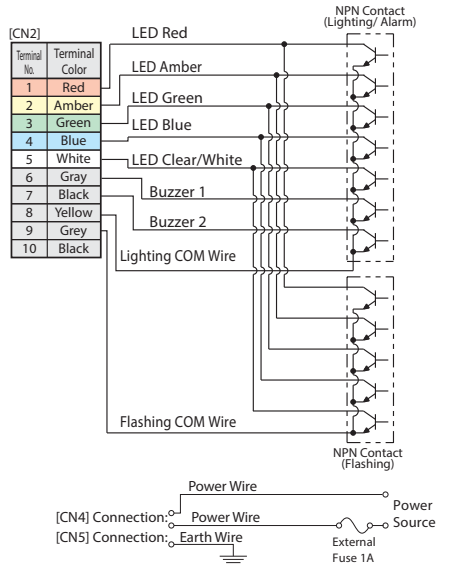 NPN Contact
(Lighting/ Alarm)
[CN2]
Terminal No. Terminal Color
1 Red
2 Amber
3 Green
4 Blue
5 White
6 Gray
7 Black
8 Yellow
9 Grey
10 Black
LED Red
LED Amber
LED Green
LED Blue
LED Clear/White
Buzzer 1
Buzzer 2
Lighting COM Wire
Flashing COM Wire
NPN Contact
(Flashing)
Power Wire
Power
Source
[CN4] Connection: Power Wire
[CN5] Connection: Earth Wire
External
Fuse 1A